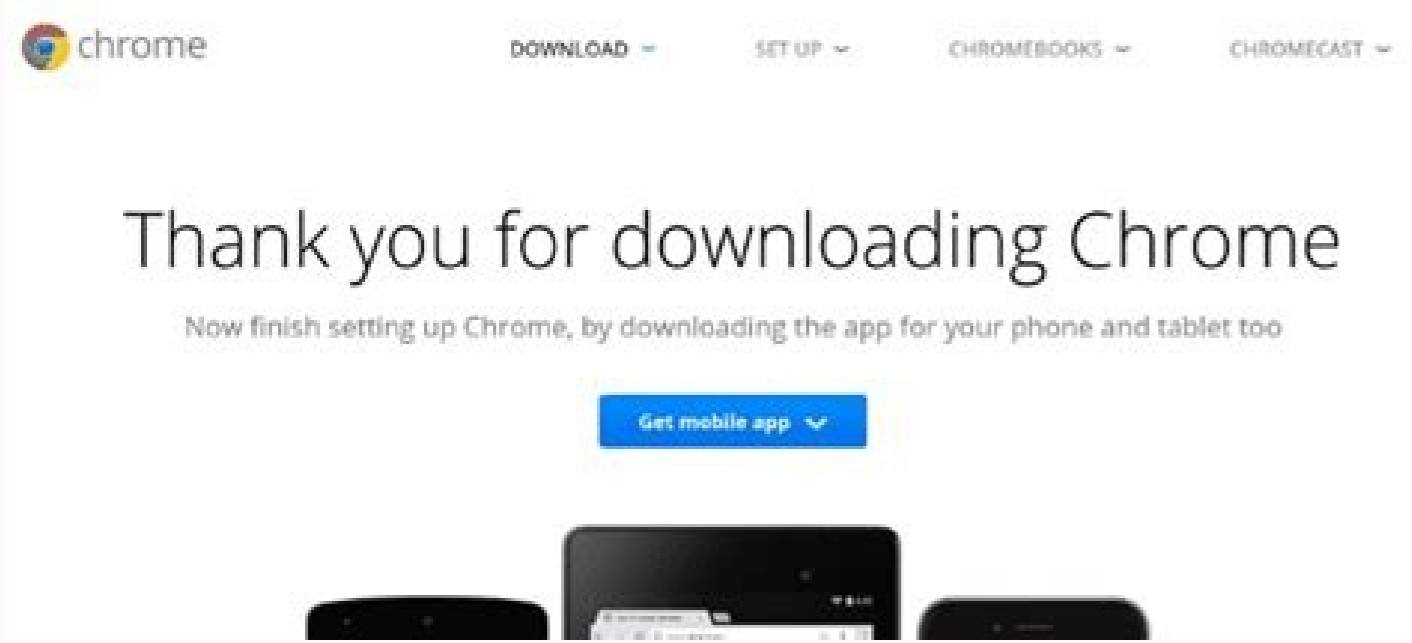 chrome
DOWNLOAD
SET UP
CHROMEBOOKS
CHROMECAST
Thank you for downloading Chrome
Now finish setting up Chrome, by downloading the app for your phone and tablet too
Get mobile app